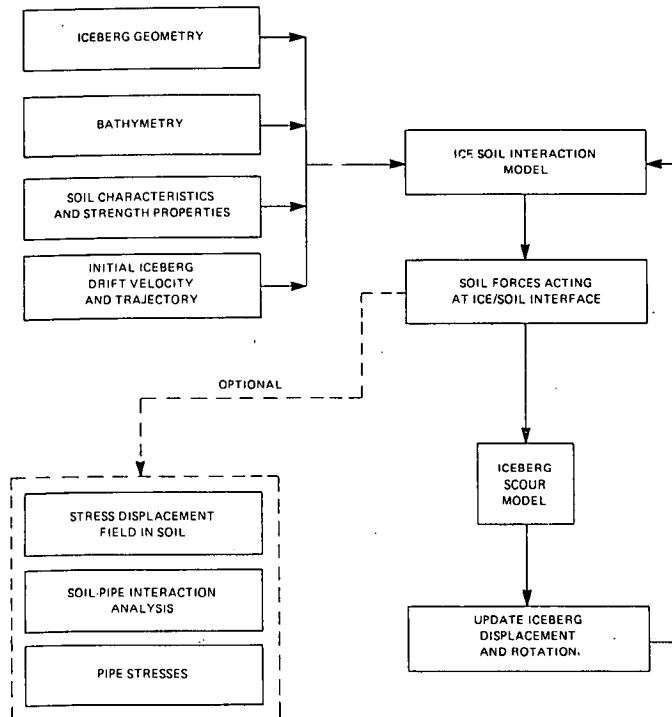 ICEBERG GEOMETRY
BATHYMETRY
SOIL CHARACTERISTICS
AND STRENGTH PROPERTIES
INITIAL ICEBERG
DRIFT VELOCITY
AND TRAJECTORY
ICE SOIL INTERACTION
MODEL
SOIL FORCES ACTING
AT ICE/SOIL INTERFACE
OPTIONAL
ICEBERG
SCOUR
MODEL
STRESS DISPLACEMENT
FIELD IN SOIL
SOIL-PIPE INTERACTION
ANALYSIS
PIPE STRESSES
UPDATE ICEBERG
DISPLACEMENT
AND ROTATION